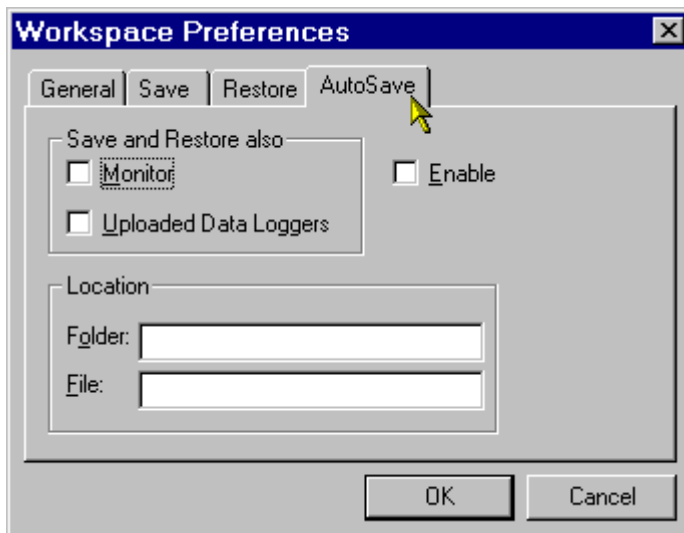 Workspace Preferences
General Save Restore AutoSave
Save and Restore also
Monitor Enable
Uploaded Data Loggers
Location
Folder:
File:
OK Cancel